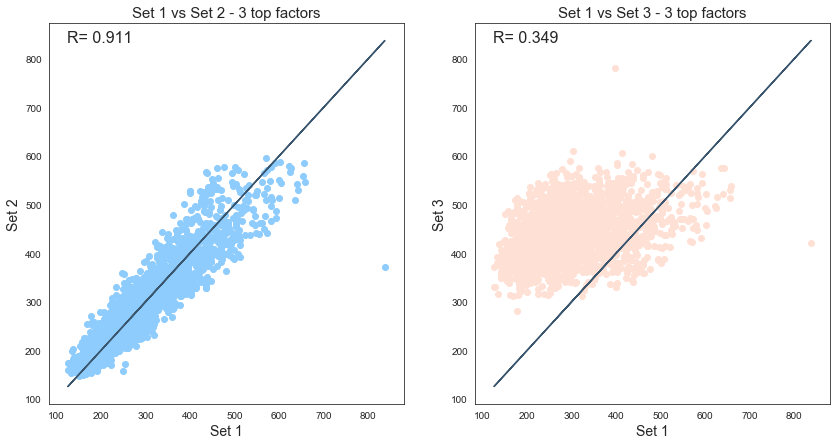 Set 1 vs Set 2 - 3 top factors
R= 0.911
800
700
600
500
400
300
200
100
Set 2
100 200 300 400 500 600 700 800
Set 1
Set 1 vs Set 3 - 3 top factors
R= 0.349
800
700
600
500
400
300
200
100
Set 3
100 200 300 400 500 600 700 800
Set 1